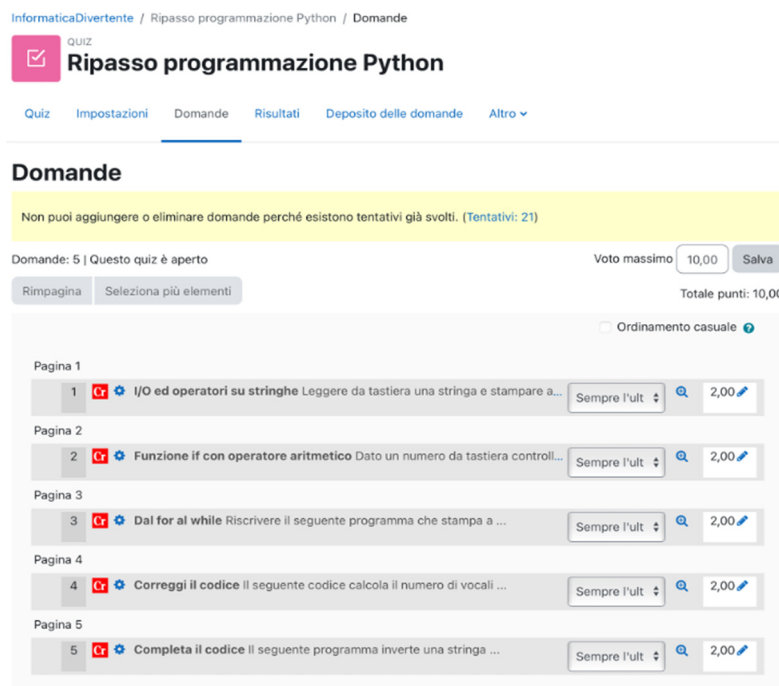 InformaticaDivertente / Ripasso programmazione Python / Domande
QUIZ
Ripasso programmazione Python
Quiz Impostazioni Domande Risultati Deposito delle domande Altro
Domande
Non puoi aggiungere o eliminare domande perché esistono tentativi già svolti. (Tentativi: 21)
Domande: 5 | Questo quiz è aperto Voto massimo 10,00 Salva
Rimpagina Seleziona più elementi Totale punti: 10,00
Ordinamento casuale
Pagina 1
1 Cr I/O ed operatori su stringhe Leggere da tastiera una stringa e stampare a... Sempre l'ult 2,00
Pagina 2
2 Cr Funzione if con operatore aritmetico Dato un numero da tastiera controll... Sempre l'ult 2,00
Pagina 3
3 Cr Dal for al while Riscrivere il seguente programma che stampa a ... Sempre l'ult 2,00
Pagina 4
4 Cr Correggi il codice Il seguente codice calcola il numero di vocali ... Sempre l'ult 2,00
Pagina 5
5 Cr Completa il codice Il seguente programma inverte una stringa ... Sempre l'ult 2,00